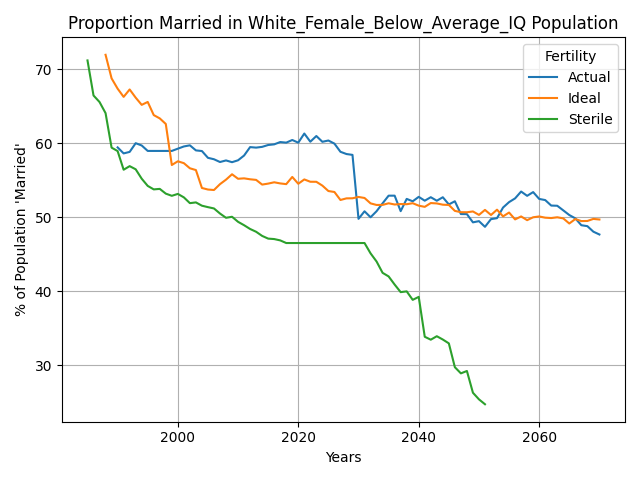 Proportion Married in White_Female_Below_Average_IQ Population
Fertility
Actual
Ideal
Sterile
% of Population 'Married'
70
60
50
40
30
2000
2020
2040
2060
Years